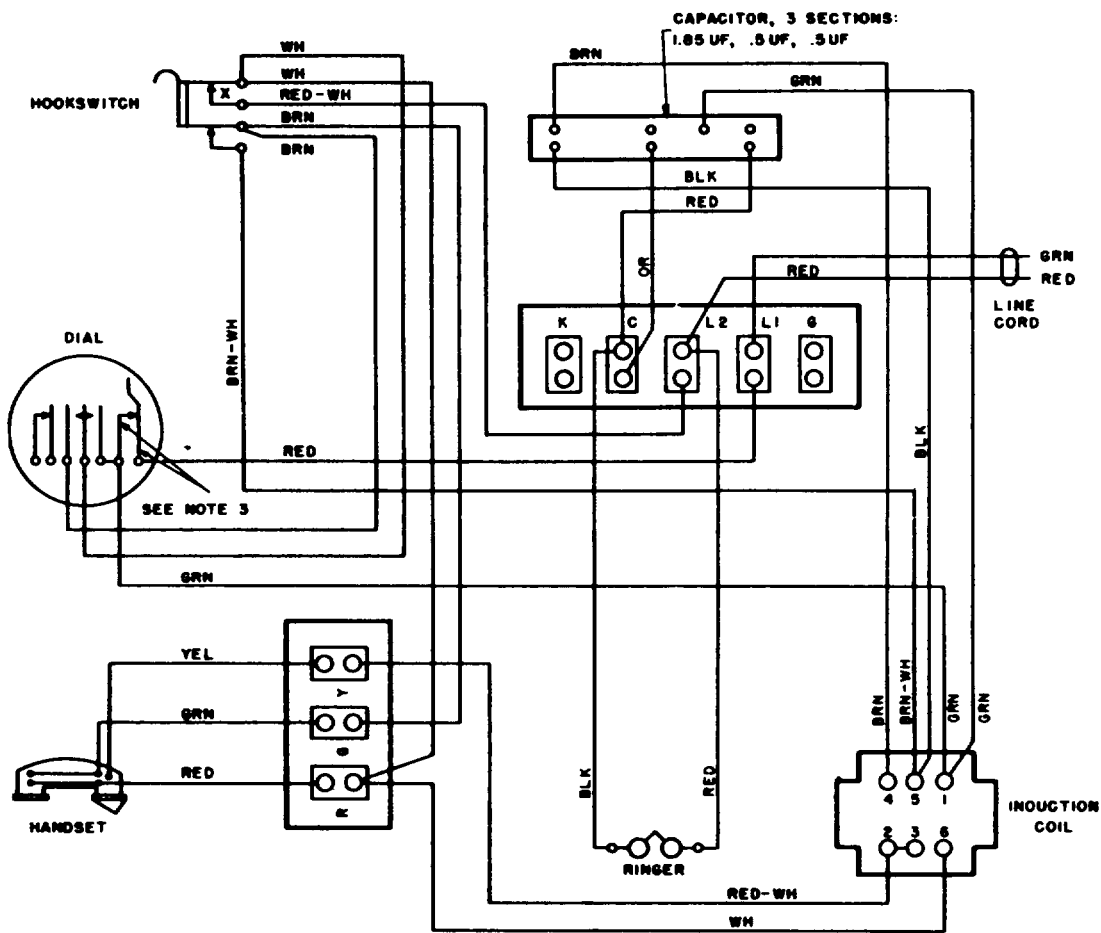 CAPACITOR, 3 SECTIONS:
1.85 UF, .5 UF, .5 UF
WH
WH
RED-WH
BRN
BRN
X
HOOKSWITCH
BRN
GRN
BLK
RED
OR
RED
GRN
RED
LINE
CORD
K
C
L2
L1
G
DIAL
BRN-WH
RED
SEE NOTE 3
GRN
BLK
YEL
GRN
RED
Y
G
R
HANDSET
BLK
RED
RINGER
BRN
BRN-WH
GRN
GRN
4
5
1
2
3
6
INDUCTION
COIL
RED-WH
WH